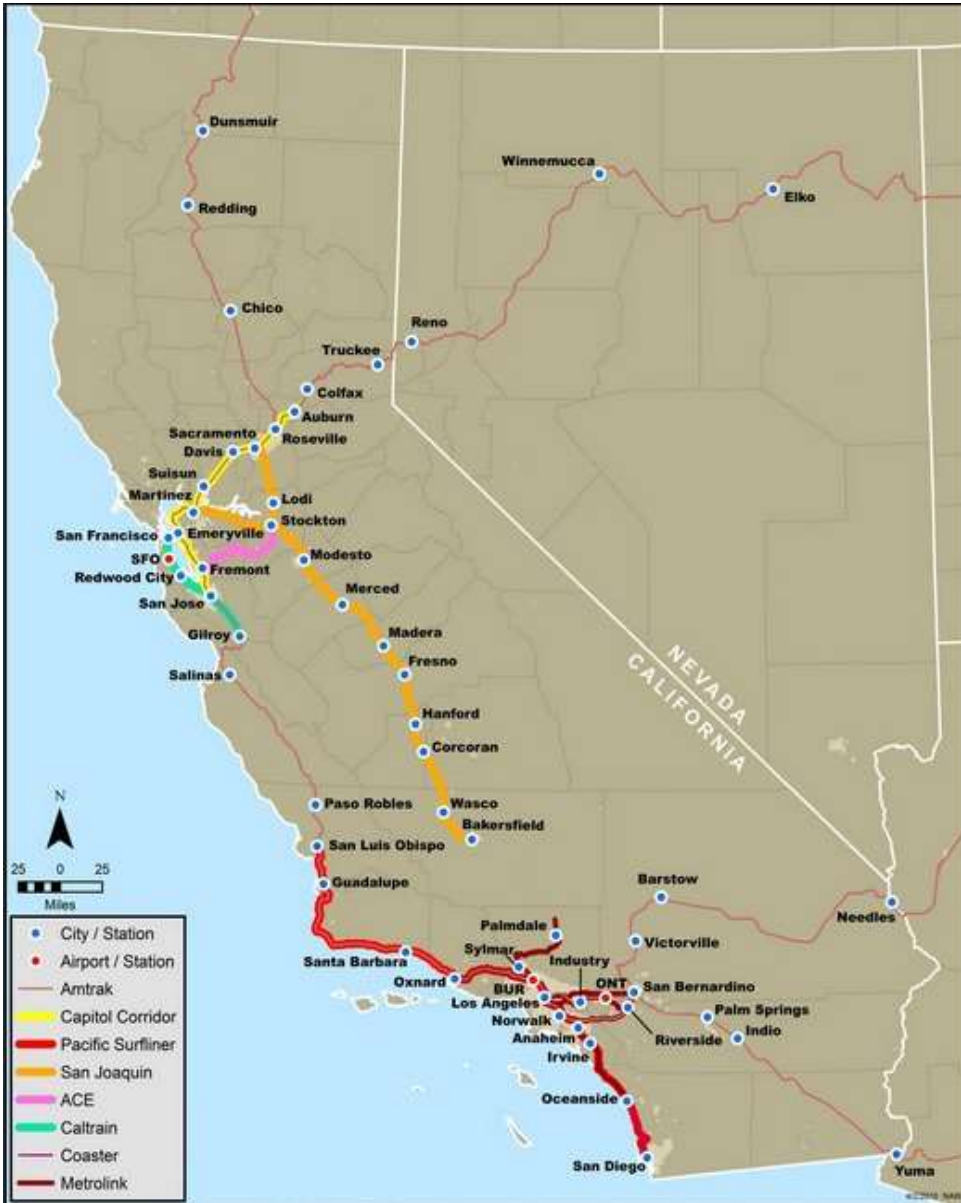 Dunsmuir
Winnemucca
Elko
Redding
Chico
Reno
Truckee
Colfax
Auburn
Sacramento
Roseville
Davis
Suisun
Martinez
Lodi
Stockton
San Francisco
Emeryville
SFO
Modesto
Fremont
Redwood City
San Jose
Merced
Gilroy
Madera
Salinas
Fresno
NEVADA
CALIFORNIA
Hanford
Corcoran
Paso Robles
Wasco
Bakersfield
San Luis Obispo
Guadalupe
Barstow
Needles
Palmdale
Victorville
Sylmar
Industry
Santa Barbara
Oxnard
BUR
ONT
San Bernardino
Los Angeles
Norwalk
Palm Springs
Anaheim
Riverside
Indio
Irvine
Oceanside
San Diego
Yuma
N
25 0 25
Miles
City / Station
Airport / Station
Amtrak
Capitol Corridor
Pacific Surfliner
San Joaquin
ACE
Caltrain
Coaster
Metrolink